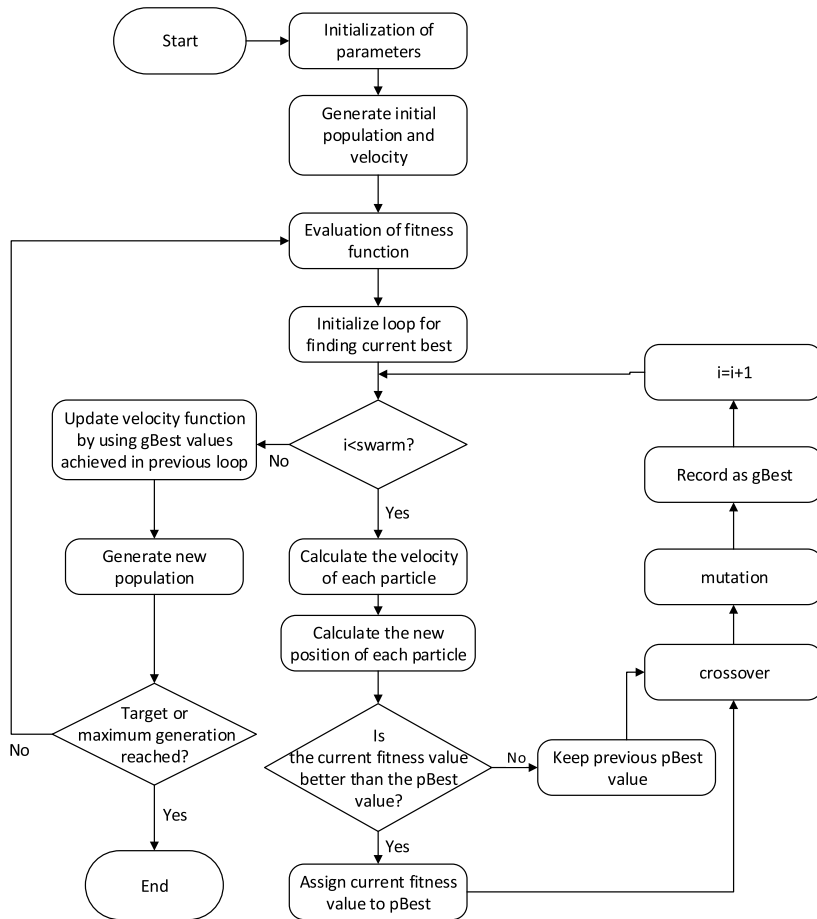 Start
Initialization of
parameters
Generate initial
population and
velocity
Evaluation of fitness
function
Initialize loop for
finding current best
i=i+1
Update velocity function
by using gBest values
achieved in previous loop
No
i<swarm?
Yes
Record as gBest
Generate new
population
Calculate the velocity
of each particle
mutation
Calculate the new
position of each particle
crossover
Target or
maximum generation
reached?
No
Yes
Is
the current fitness value
better than the pBest
value?
No
Keep previous pBest
value
Yes
End
Assign current fitness
value to pBest